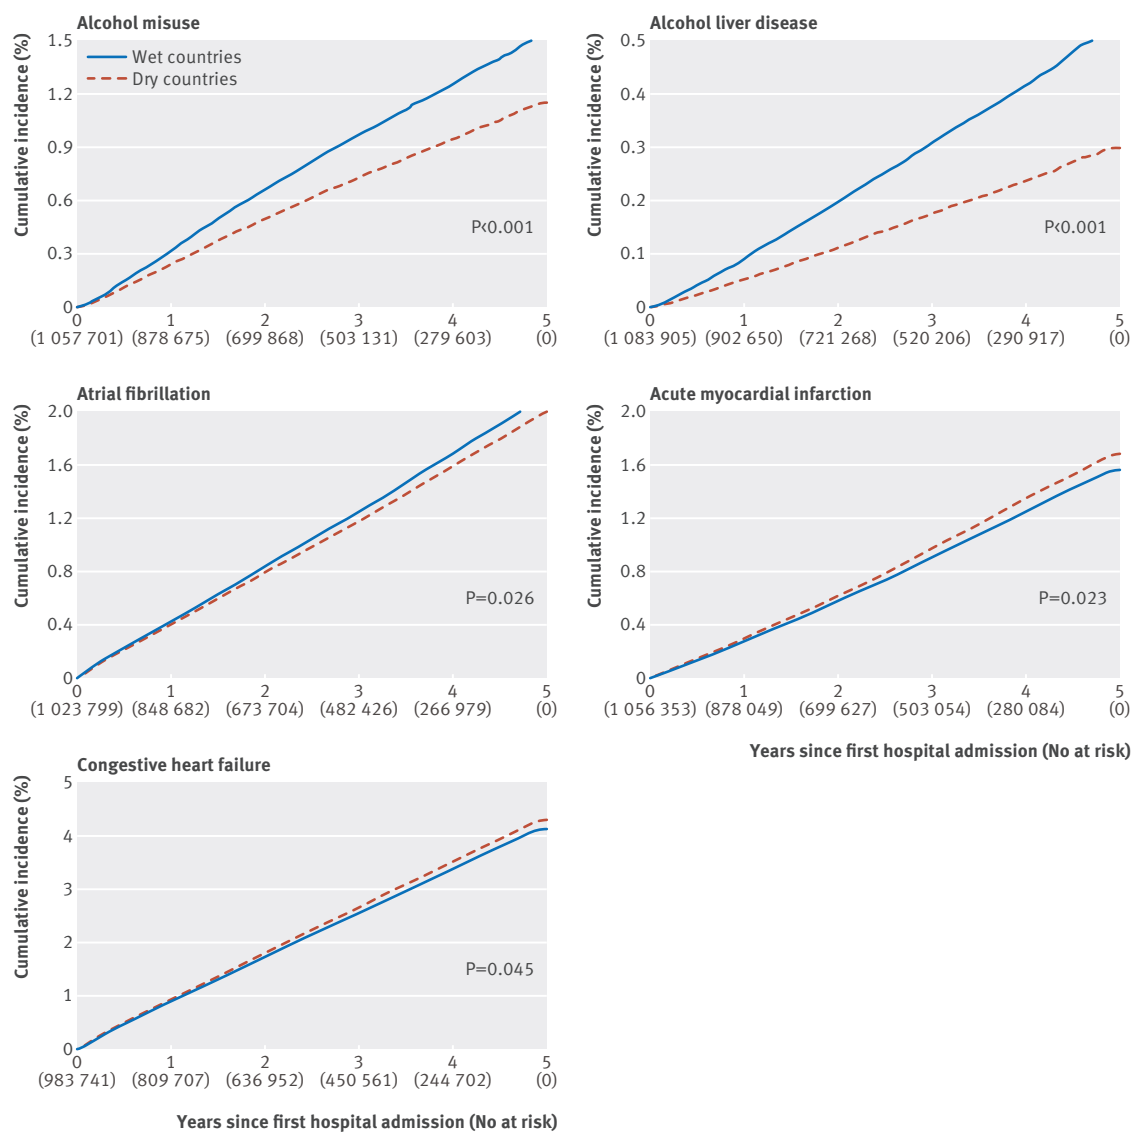 Alcohol misuse
Cumulative incidence (%)
1.5
1.2
0.9
0.6
0.3
0
Wet countries
Dry countries
P<0.001
0 1 2 3 4 5
(1 057 701) (878 675) (699 868) (503 131) (279 603) (0)
Alcohol liver disease
Cumulative incidence (%)
0.5
0.4
0.3
0.2
0.1
0
P<0.001
0 1 2 3 4 5
(1 083 905) (902 650) (721 268) (520 206) (290 917) (0)
Atrial fibrillation
Cumulative incidence (%)
2.0
1.6
1.2
0.8
0.4
0
P=0.026
0 1 2 3 4 5
(1 023 799) (848 682) (673 704) (482 426) (266 979) (0)
Acute myocardial infarction
Cumulative incidence (%)
2.0
1.6
1.2
0.8
0.4
0
P=0.023
0 1 2 3 4 5
(1 056 353) (878 049) (699 627) (503 054) (280 084) (0)
Years since first hospital admission (No at risk)
Congestive heart failure
Cumulative incidence (%)
5
4
3
2
1
0
P=0.045
0 1 2 3 4 5
(983 741) (809 707) (636 952) (450 561) (244 702) (0)
Years since first hospital admission (No at risk)